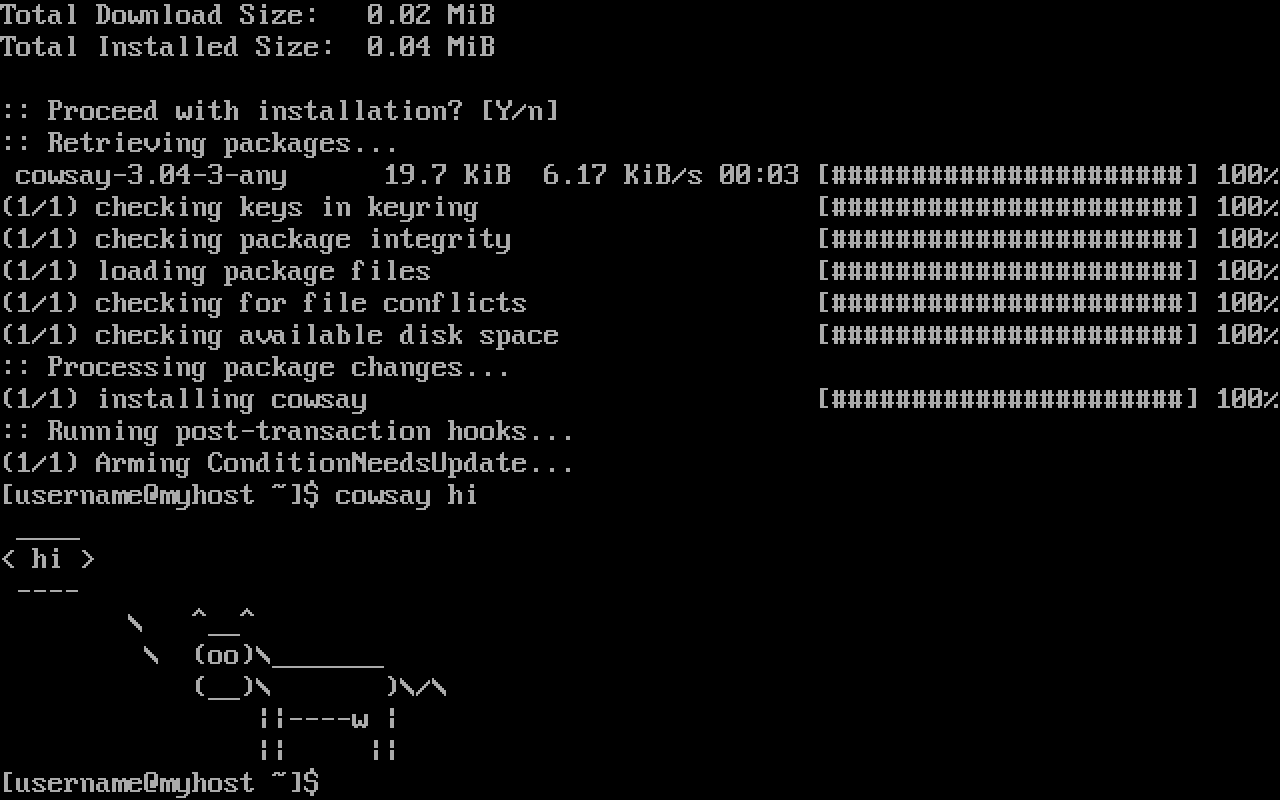 Total Download Size:   0.02 MiB
Total Installed Size:  0.04 MiB

:: Proceed with installation? [Y/n]
:: Retrieving packages...
 cowsay-3.04-3-any      19.7 KiB  6.17 KiB/s 00:03 [######################] 100%
(1/1) checking keys in keyring                     [######################] 100%
(1/1) checking package integrity                   [######################] 100%
(1/1) loading package files                        [######################] 100%
(1/1) checking for file conflicts                  [######################] 100%
(1/1) checking available disk space                [######################] 100%
:: Processing package changes...
(1/1) installing cowsay                            [######################] 100%
:: Running post-transaction hooks...
(1/1) Arming ConditionNeedsUpdate...
[username@myhost ~]$ cowsay hi
 ____
< hi >
 ----
        \   ^__^
         \  (oo)\_______
            (__)\       )\/\
                ||----w |
                ||     ||
[username@myhost ~]$